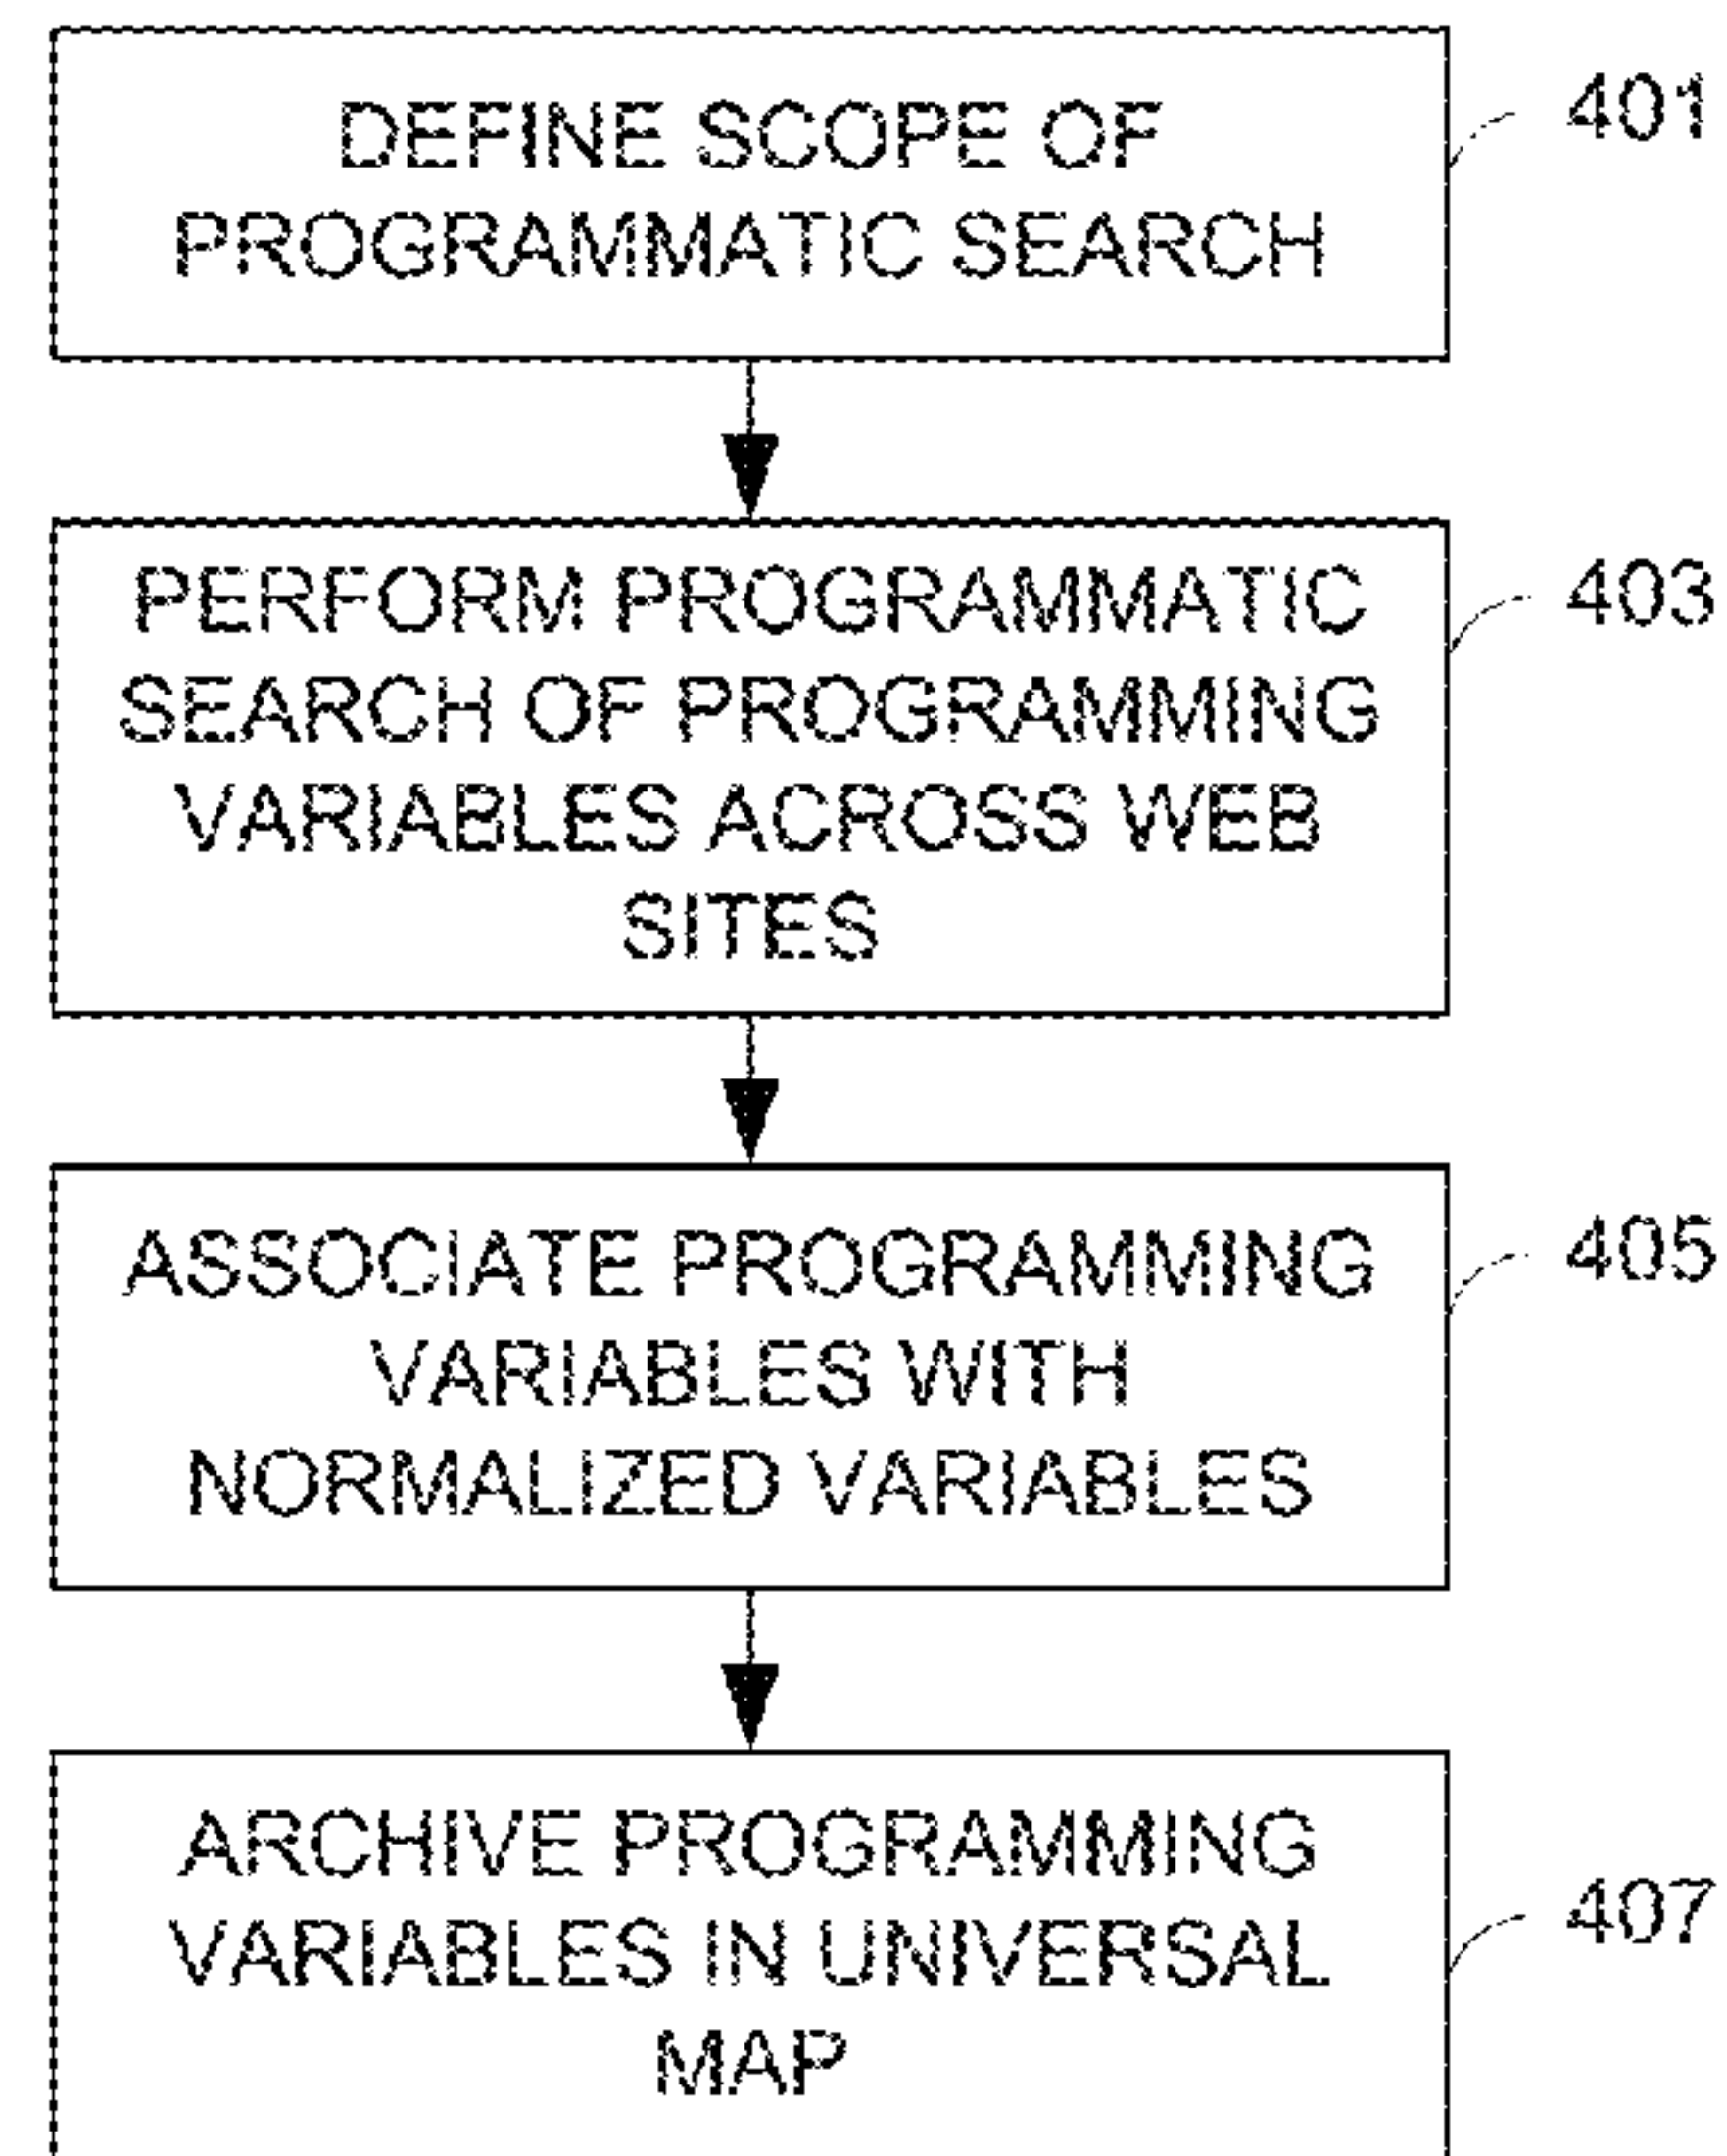 DEFINE SCOPE OF
PROGRAMMATIC SEARCH
401
PERFORM PROGRAMMATIC
SEARCH OF PROGRAMMING
VARIABLES ACROSS WEB
SITES
403
ASSOCIATE PROGRAMMING
VARIABLES WITH
NORMALIZED VARIABLES
405
ARCHIVE PROGRAMMING
VARIABLES IN UNIVERSAL
MAP
407